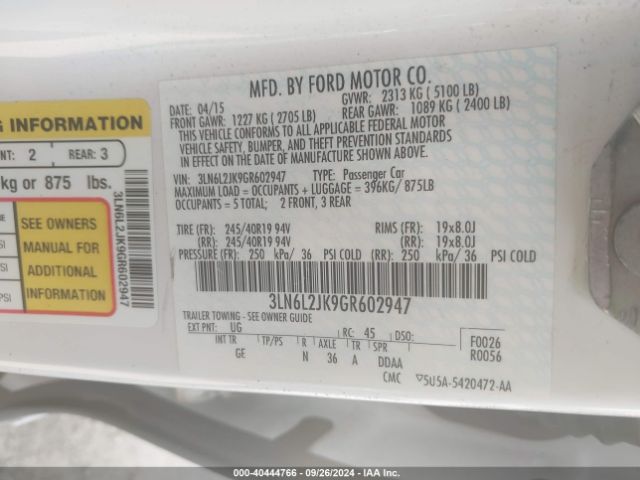 MFD. BY FORD MOTOR CO.
DATE: 04/15 GVWR: 2313 KG ( 5100 LB)
FRONT GAWR: 1227 KG ( 2705 LB) REAR GAWR: 1089 KG ( 2400 LB)
THIS VEHICLE CONFORMS TO ALL APPLICABLE FEDERAL MOTOR
VEHICLE SAFETY, BUMPER, AND THEFT PREVENTION STANDARDS
IN EFFECT ON THE DATE OF MANUFACTURE SHOWN ABOVE.
VIN: 3LN6L2JK9GR602947 TYPE: Passenger Car
MAXIMUM LOAD = OCCUPANTS + LUGGAGE = 396KG/ 875LB
OCCUPANTS = 5 TOTAL; 2 FRONT, 3 REAR
TIRE (FR): 245/40R19 94V RIMS (FR): 19x8.0J
(RR): 245/40R19 94V (RR): 19x8.0J
PRESSURE (FR): 250 kPa/ 36 PSI COLD (RR): 250 kPa/ 36 PSI COLD
3LN6L2JK9GR602947
TRAILER TOWING - SEE OWNER GUIDE
EXT PNT: UG RC: 45 DSO: F0026
INT TR TP/PS R AXLE TR SPR R0056
GE N 36 A DDAA
CMC 5U5A-5420472-AA
G INFORMATION
NT: 2 REAR: 3
kg or 875 lbs.
SEE OWNERS
MANUAL FOR
ADDITIONAL
INFORMATION
PSI
3LN6L2JK9GR602947
000-40444766 - 09/26/2024 - IAA Inc.